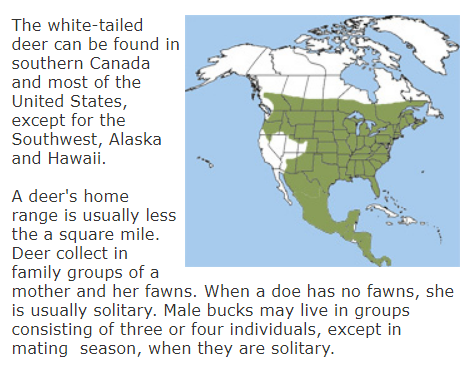 The white-tailed
deer can be found in
southern Canada
and most of the
United States,
except for the
Southwest, Alaska
and Hawaii.
A deer's home
range is usually less
the a square mile.
Deer collect in
family groups of a
mother and her fawns. When a doe has no fawns, she
is usually solitary. Male bucks may live in groups
consisting of three or four individuals, except in
mating  season, when they are solitary.